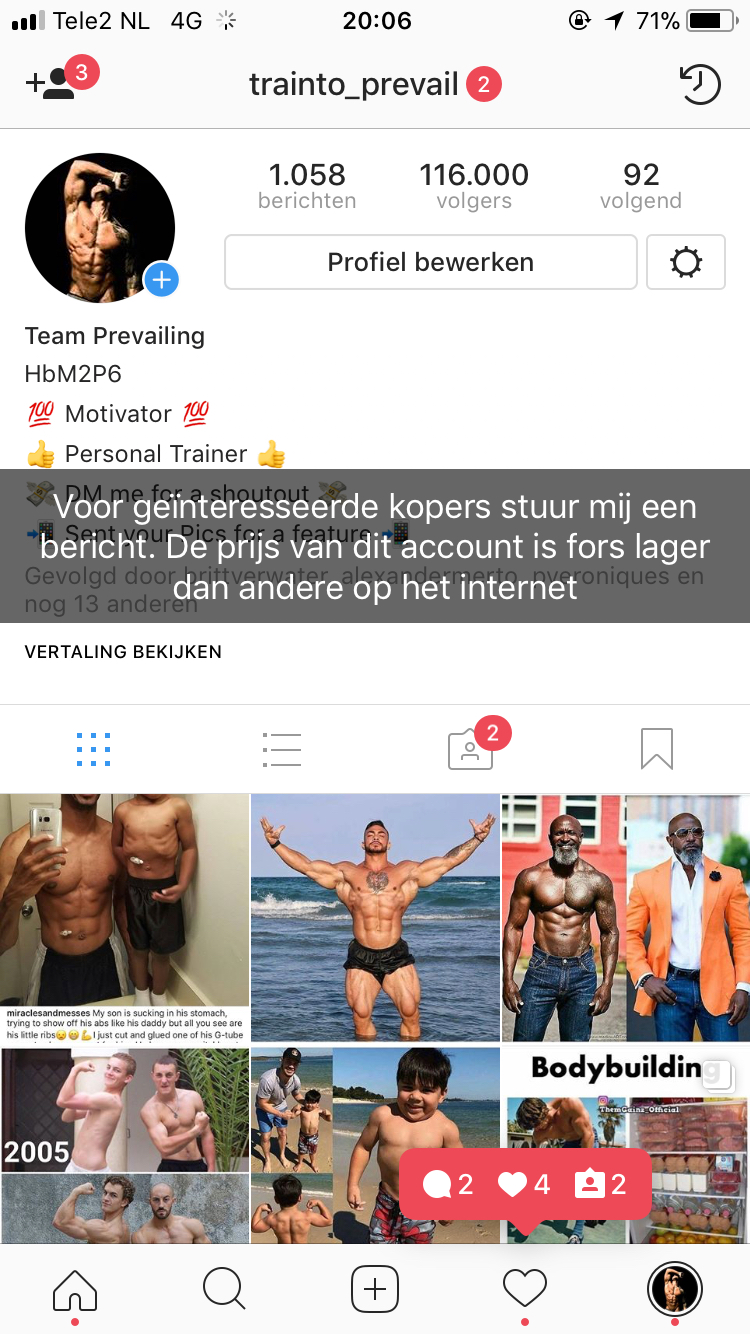 Tele2 NL 4G 20:06 71%
3 trainto_prevail 2
1.058 116.000 92
berichten volgers volgend
Profiel bewerken
Team Prevailing
HbM2P6
💯 Motivator 💯
👍 Personal Trainer 👍
💸 DM me for a shoutout 💸
📲 Sent your Pics for a feature 📲
Gevolgd door brittverwater, alexandermerto, nveroniques en
nog 13 anderen
Voor geïnteresseerde kopers stuur mij een
bericht. De prijs van dit account is fors lager
dan andere op het internet
VERTALING BEKIJKEN
2
miraclesandmesses My son is sucking in his stomach,
trying to show off his abs like his daddy but all you see are
his little ribs I just cut and glued one of his G-tube
2005
Bodybuilding
ThemGains_Official
2 4 2